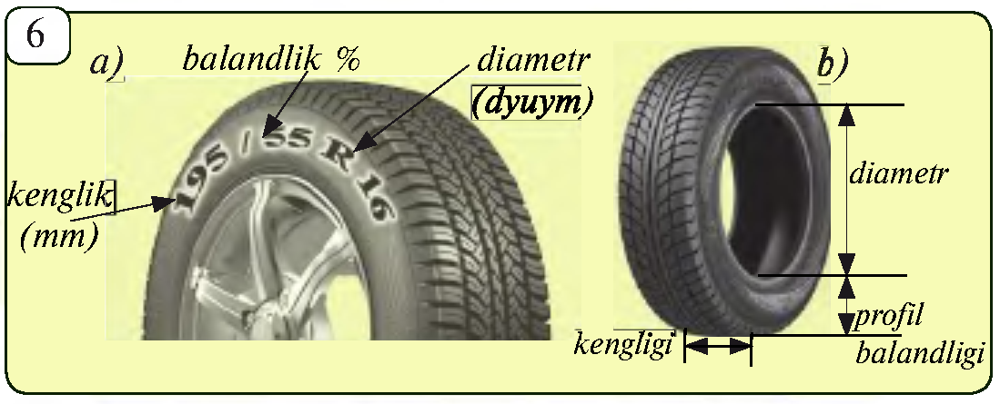 6
a)
balandlik %
diametr
(dyuym)
195 / 55 R 16
kenglik
(mm)
b)
diametr
profil
balandligi
kengligi